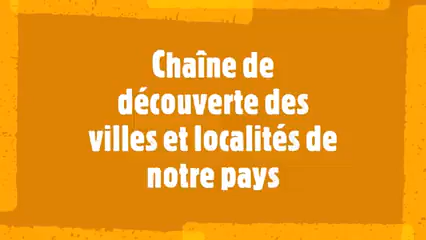 Chaîne de
découverte des
villes et localités de
notre pays